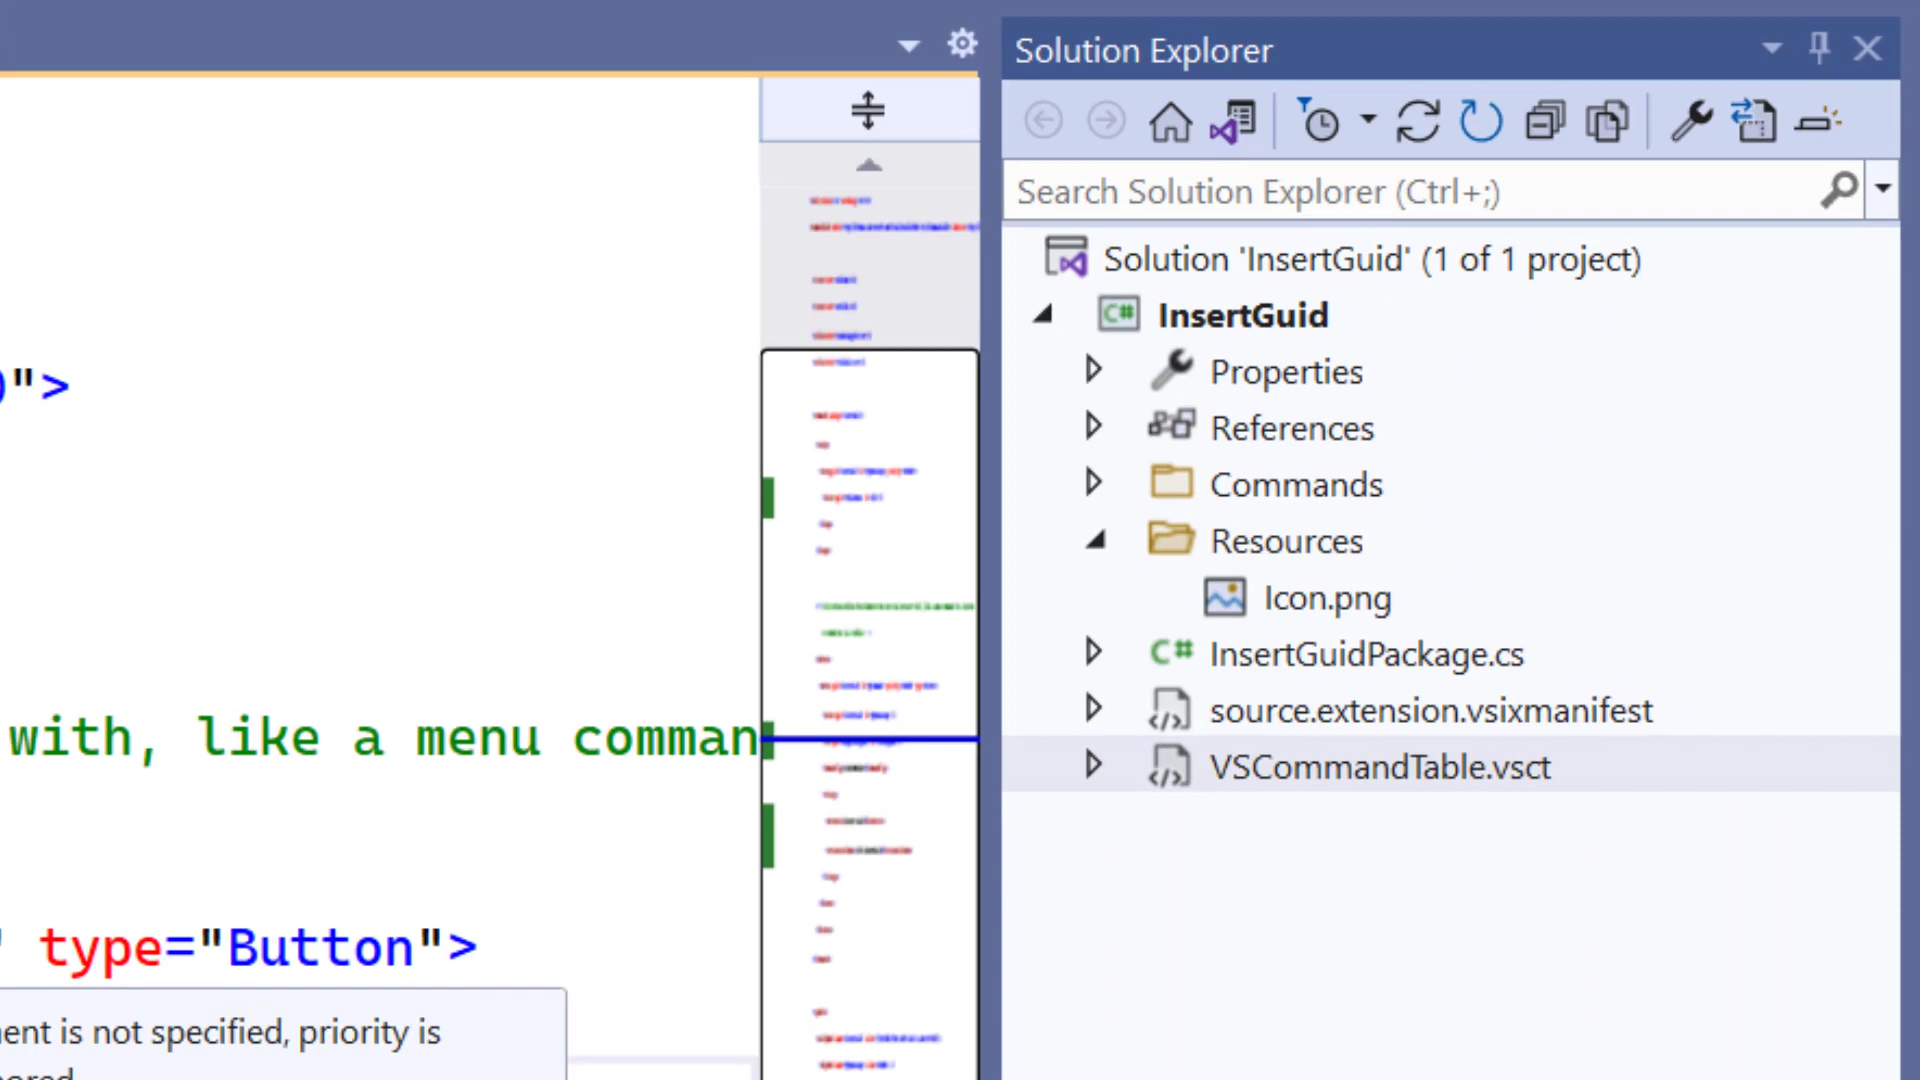 Solution Explorer
Search Solution Explorer (Ctrl+;)
Solution 'InsertGuid' (1 of 1 project)
C# InsertGuid
Properties
References
Commands
Resources
Icon.png
C# InsertGuidPackage.cs
source.extension.vsixmanifest
VSCommandTable.vsct
">
with, like a menu comman
type="Button">
is not specified, priority is